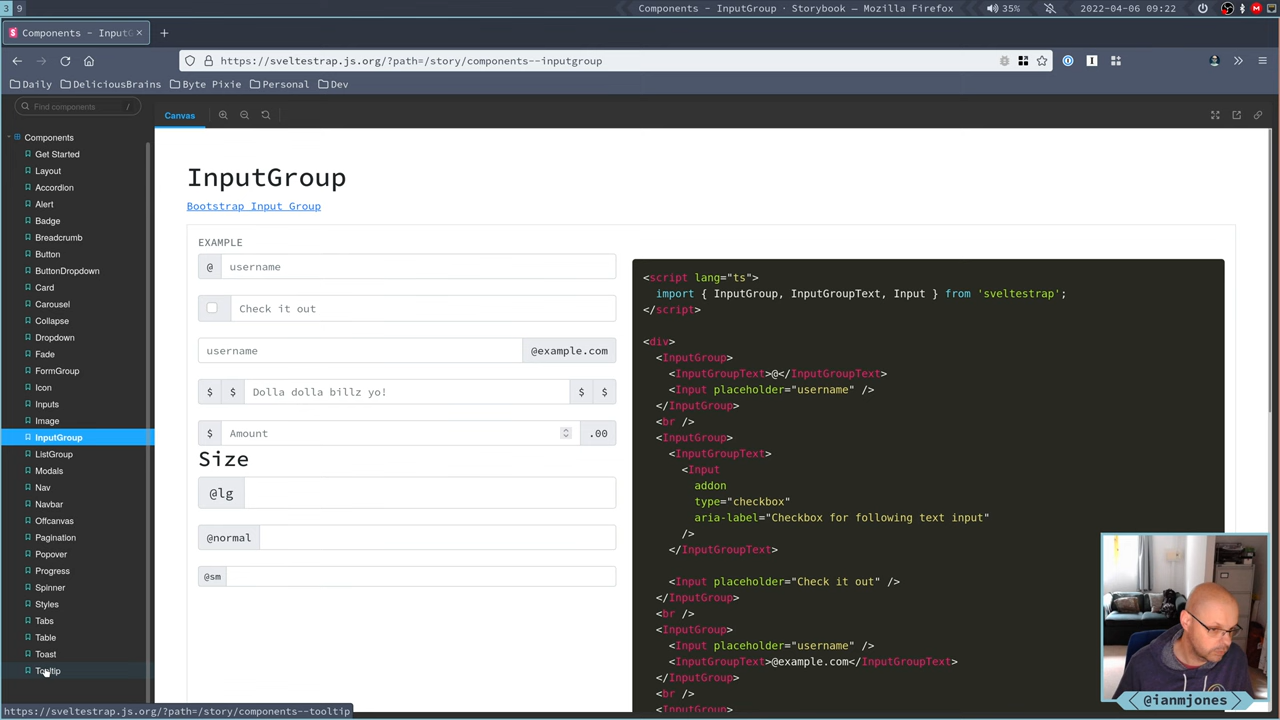 3 9 Components - InputGroup · Storybook — Mozilla Firefox 35% 2022-04-06 09:22
Components - InputG
https://sveltestrap.js.org/?path=/story/components--inputgroup
Daily DeliciousBrains Byte Pixie Personal Dev
Find components /
Canvas
Components
Get Started
Layout
Accordion
Alert
Badge
Breadcrumb
Button
ButtonDropdown
Card
Carousel
Collapse
Dropdown
Fade
FormGroup
Icon
Inputs
Image
InputGroup
ListGroup
Modals
Nav
Navbar
Offcanvas
Pagination
Popover
Progress
Spinner
Styles
Tabs
Table
Toast
Tooltip
InputGroup
Bootstrap Input Group
EXAMPLE
@ username
Check it out
username @example.com
$ $ Dolla dolla billz yo! $ $
$ Amount .00
Size
@lg
@normal
@sm
<script lang="ts">
import { InputGroup, InputGroupText, Input } from 'sveltestrap';
</script>
<div>
<InputGroup>
<InputGroupText>@</InputGroupText>
<Input placeholder="username" />
</InputGroup>
<br />
<InputGroup>
<InputGroupText>
<Input
addon
type="checkbox"
aria-label="Checkbox for following text input"
/>
</InputGroupText>
<Input placeholder="Check it out" />
</InputGroup>
<br />
<InputGroup>
<Input placeholder="username" />
<InputGroupText>@example.com</InputGroupText>
</InputGroup>
<br />
<InputGroup>
@ianmjones
https://sveltestrap.js.org/?path=/story/components--tooltip